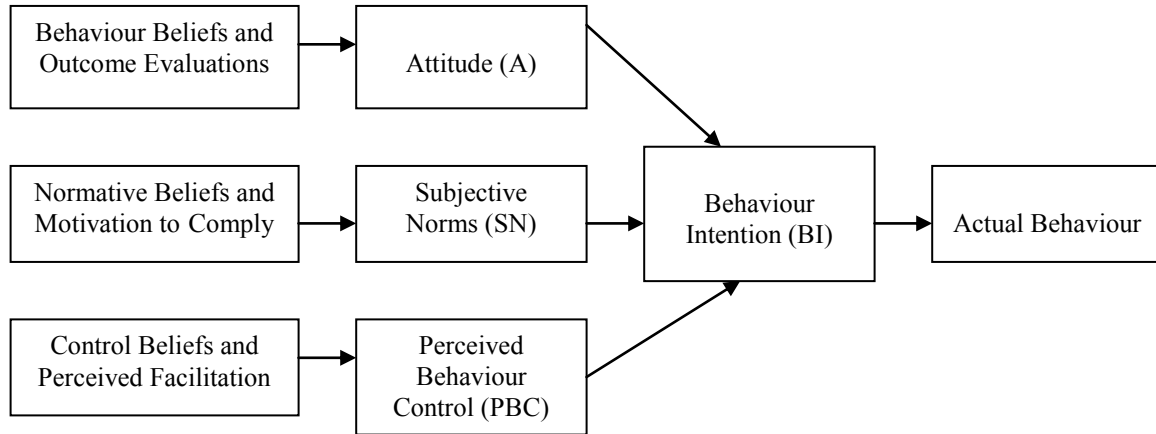 Behaviour Beliefs and
Outcome Evaluations
Attitude (A)
Normative Beliefs and
Motivation to Comply
Subjective
Norms (SN)
Behaviour
Intention (BI)
Actual Behaviour
Control Beliefs and
Perceived Facilitation
Perceived
Behaviour
Control (PBC)